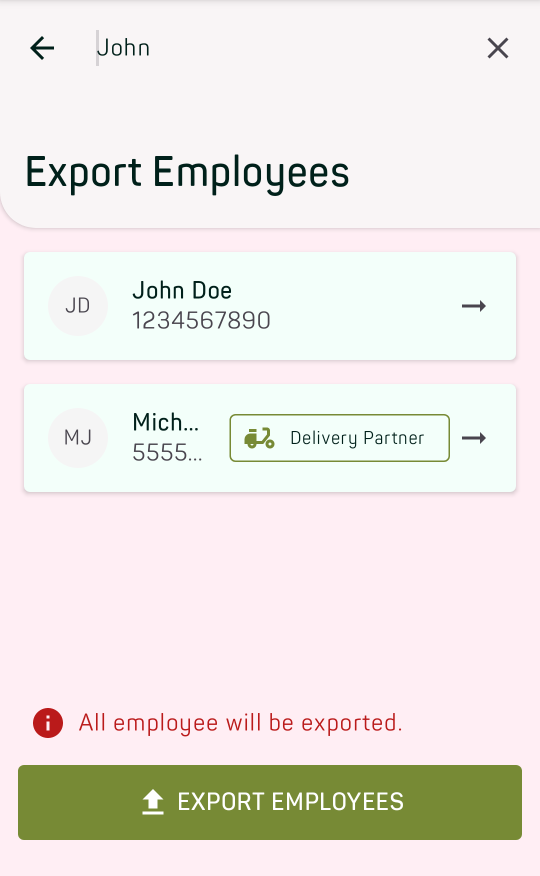 John
Export Employees
JD
John Doe
1234567890
MJ
Mich...
5555...
Delivery Partner
All employee will be exported.
EXPORT EMPLOYEES